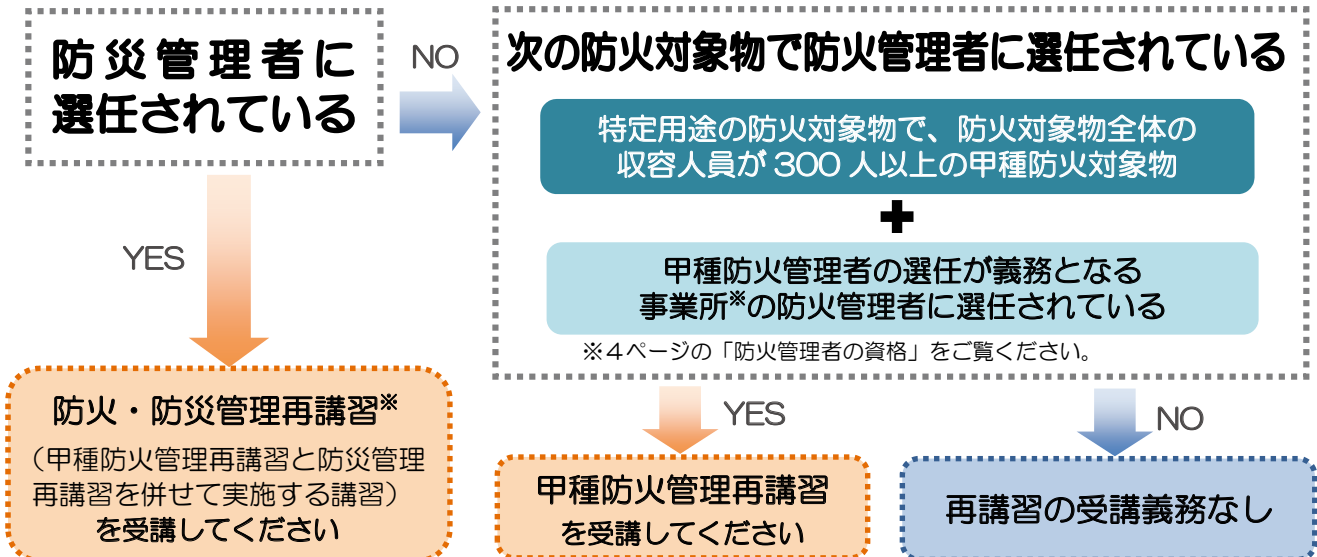 防災管理者に
選任されている
NO
次の防火対象物で防火管理者に選任されている
特定用途の防火対象物で、防火対象物全体の
収容人員が300人以上の甲種防火対象物
+
甲種防火管理者の選任が義務となる
事業所※の防火管理者に選任されている
※4ページの「防火管理者の資格」をご覧ください。
YES
防火・防災管理再講習※
（甲種防火管理再講習と防災管理
再講習を併せて実施する講習）
を受講してください
YES
甲種防火管理再講習
を受講してください
NO
再講習の受講義務なし